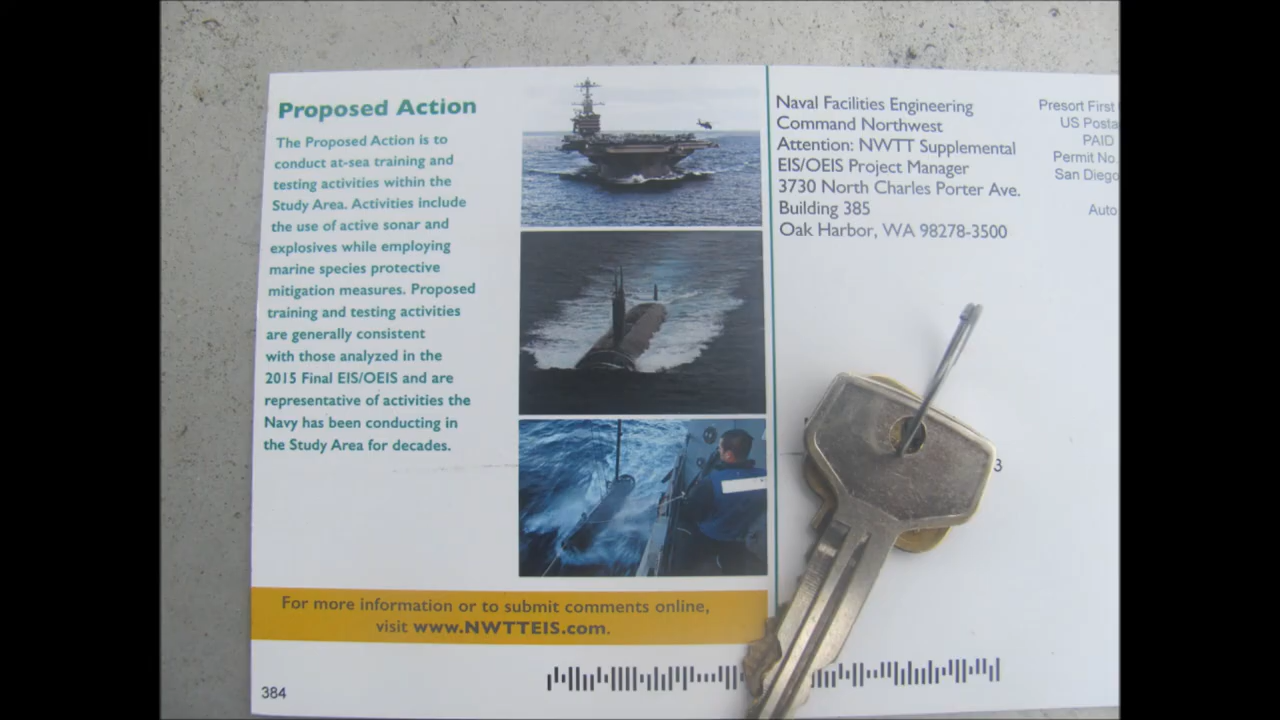 Proposed Action
The Proposed Action is to
conduct at-sea training and
testing activities within the
Study Area. Activities include
the use of active sonar and
explosives while employing
marine species protective
mitigation measures. Proposed
training and testing activities
are generally consistent
with those analyzed in the
2015 Final EIS/OEIS and are
representative of activities the
Navy has been conducting in
the Study Area for decades.
For more information or to submit comments online,
visit www.NWTTEIS.com.
384
Naval Facilities Engineering
Command Northwest
Attention: NWTT Supplemental
EIS/OEIS Project Manager
3730 North Charles Porter Ave.
Building 385
Oak Harbor, WA 98278-3500
Presort First
US Posta
PAID
Permit No.
San Diego
Auto
3